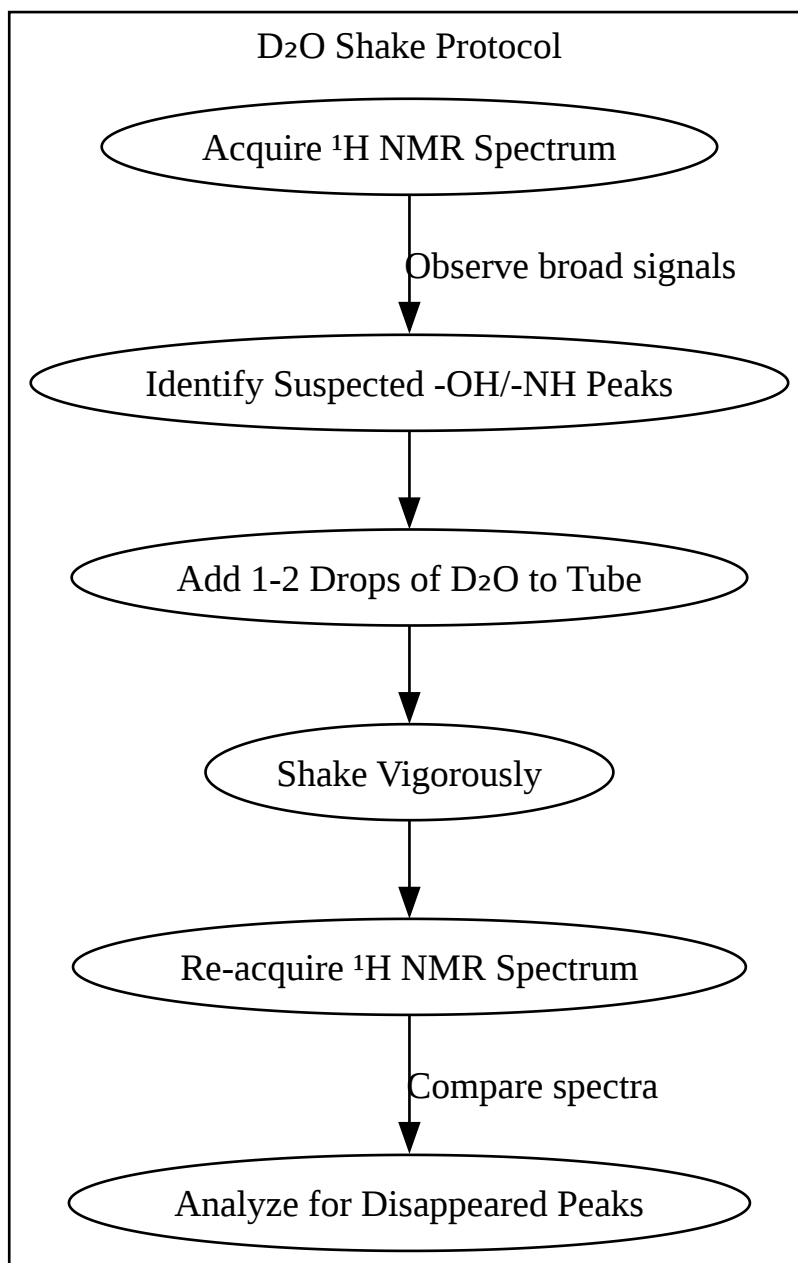 D₂O Shake Protocol
Acquire ¹H NMR Spectrum
Observe broad signals
Identify Suspected -OH/-NH Peaks
Add 1-2 Drops of D₂O to Tube
Shake Vigorously
Re-acquire ¹H NMR Spectrum
Compare spectra
Analyze for Disappeared Peaks